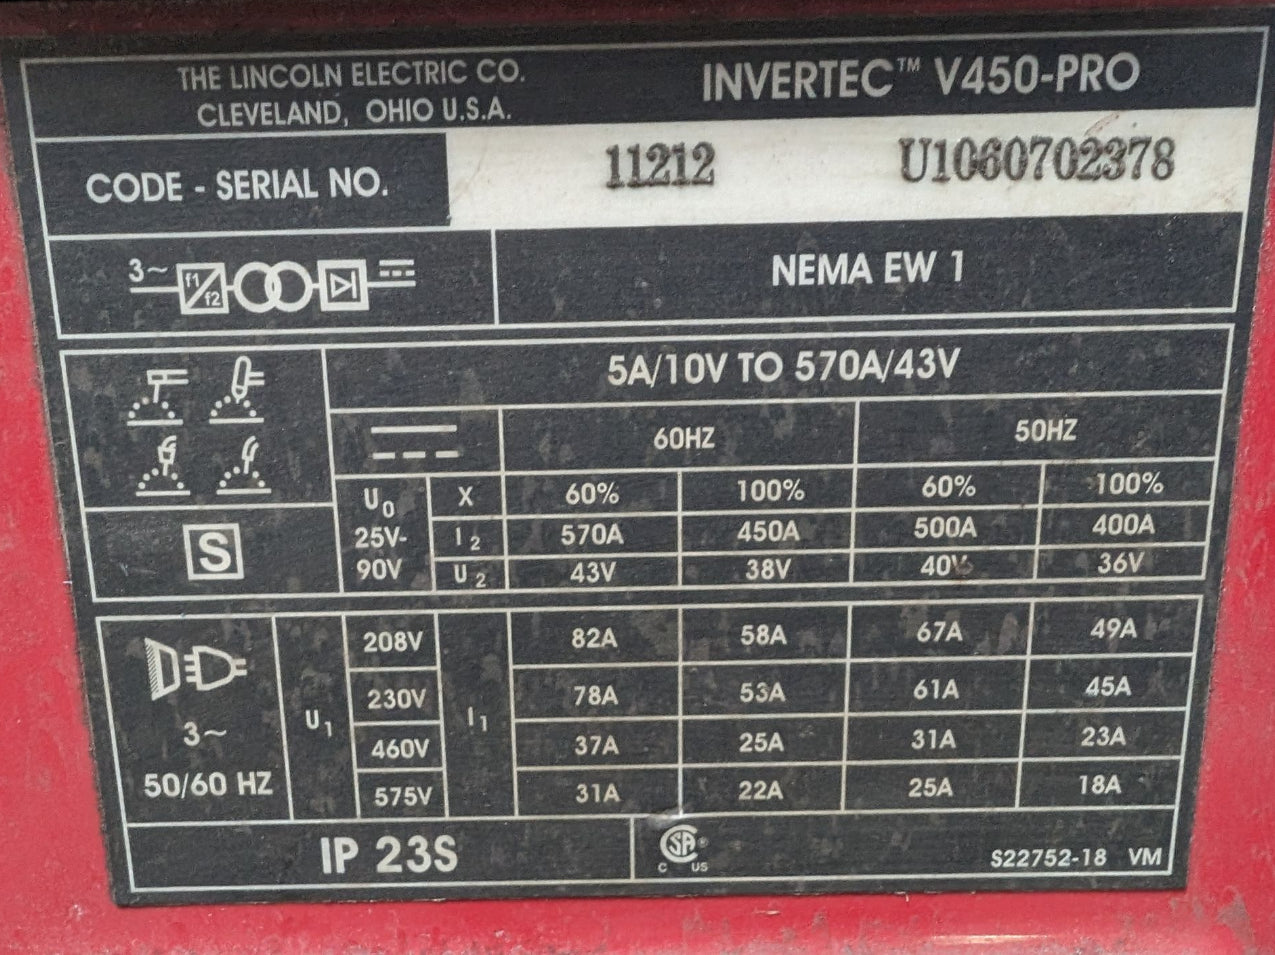 THE LINCOLN ELECTRIC CO.
CLEVELAND, OHIO U.S.A.
INVERTEC™ V450-PRO
CODE - SERIAL NO. 11212 U1060702378
3~ f1 f2
NEMA EW 1
5A/10V TO 570A/43V
60HZ 50HZ
U0 X 60% 100% 60% 100%
25V- I2 570A 450A 500A 400A
90V U2 43V 38V 40V 36V
S
208V 82A 58A 67A 49A
3~ U1 230V I1 78A 53A 61A 45A
460V 37A 25A 31A 23A
50/60 HZ 575V 31A 22A 25A 18A
IP 23S
SA ®
C US
S22752-18 VM